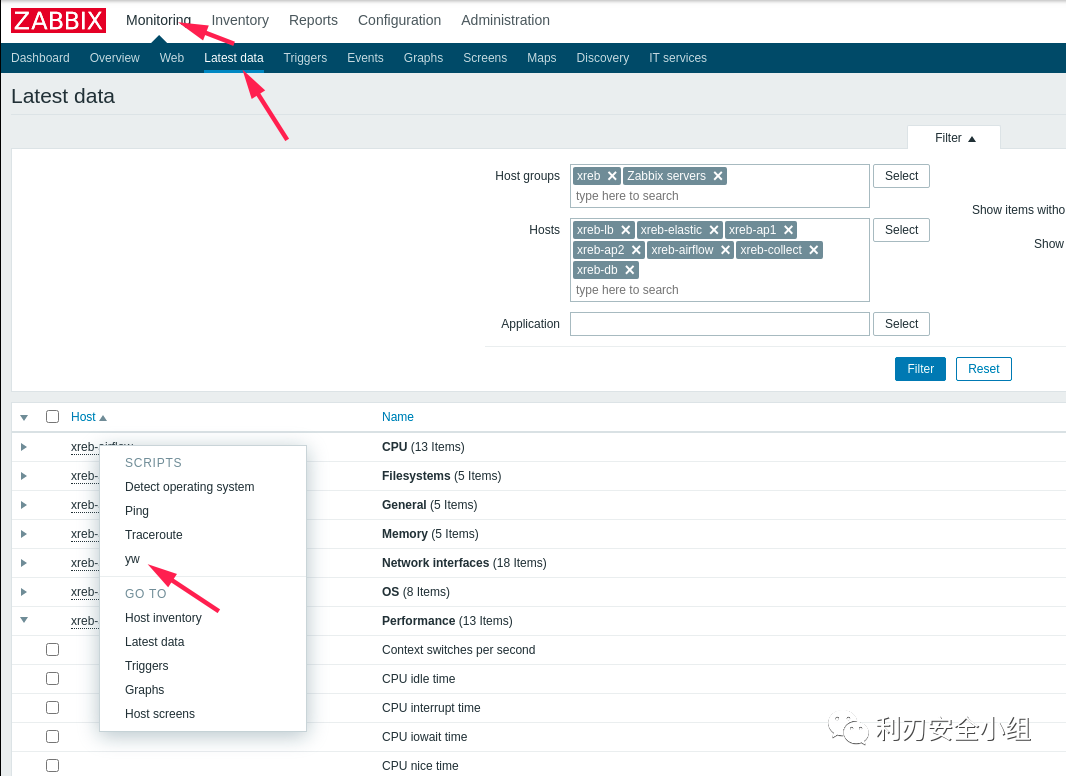 ZABBIX Monitoring Inventory Reports Configuration Administration
Dashboard Overview Web Latest data Triggers Events Graphs Screens Maps Discovery IT services
Latest data
Filter
Host groups xreb Zabbix servers Select
type here to search
Show items witho
Hosts xreb-lb xreb-elastic xreb-ap1 Select
Show
xreb-ap2 xreb-airflow xreb-collect
xreb-db
type here to search
Application Select
Filter Reset
Host Name
xreb-airflow CPU (13 Items)
SCRIPTS
xreb- Filesystems (5 Items)
Detect operating system
xreb- General (5 Items)
Ping
xreb- Memory (5 Items)
Traceroute
xreb- Network interfaces (18 Items)
yw
xreb- OS (8 Items)
GO TO
xreb- Performance (13 Items)
Host inventory
Latest data
Context switches per second
Triggers
CPU idle time
Graphs
CPU interrupt time
Host screens
CPU iowait time
利刃安全小组
CPU nice time